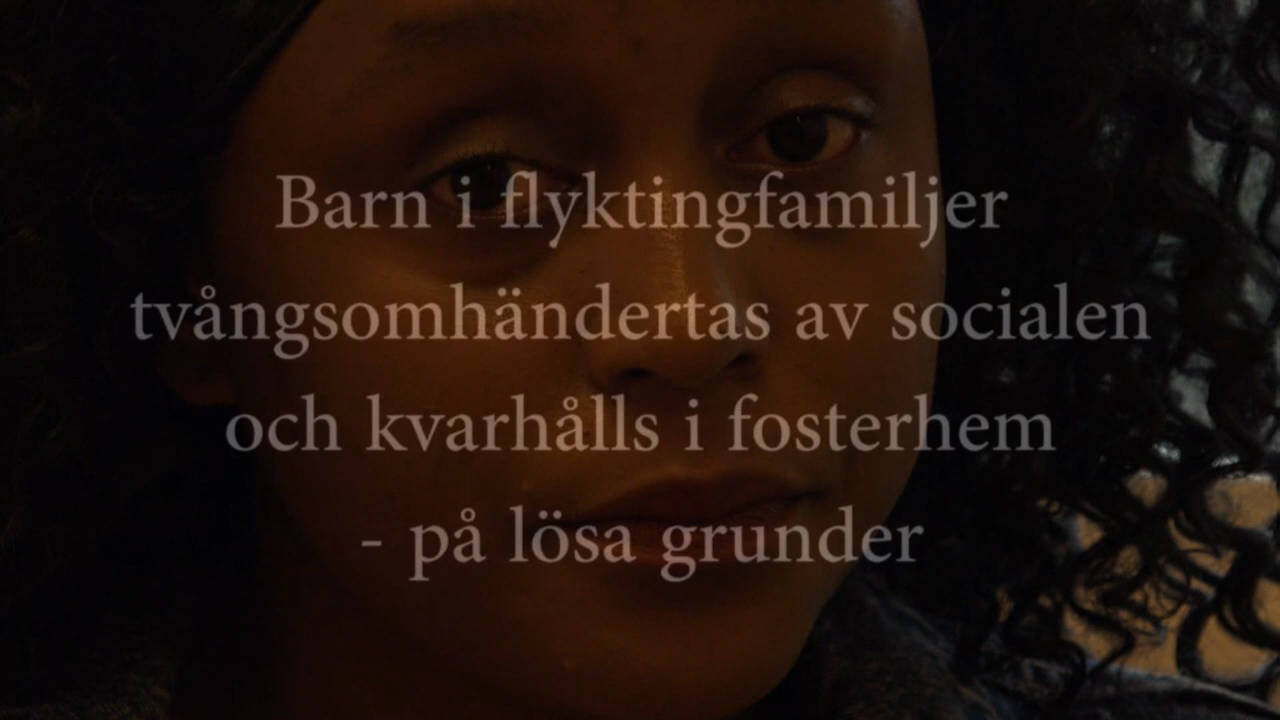 Barn i flyktingfamiljer
tvångsomhändertas av socialen
och kvarhålls i fosterhem
- på lösa grunder